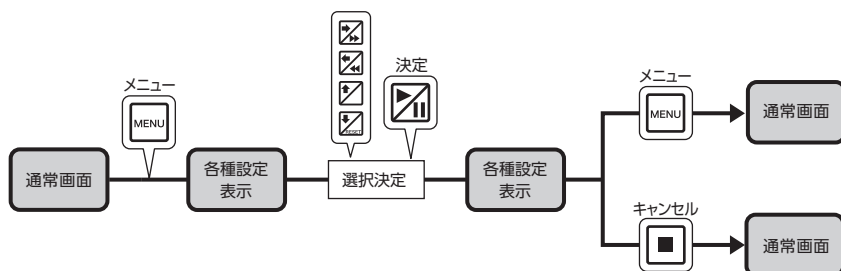 メニュー
MENU
RESET
決定
通常画面
各種設定
表示
選択決定
各種設定
表示
メニュー
MENU
通常画面
キャンセル
通常画面